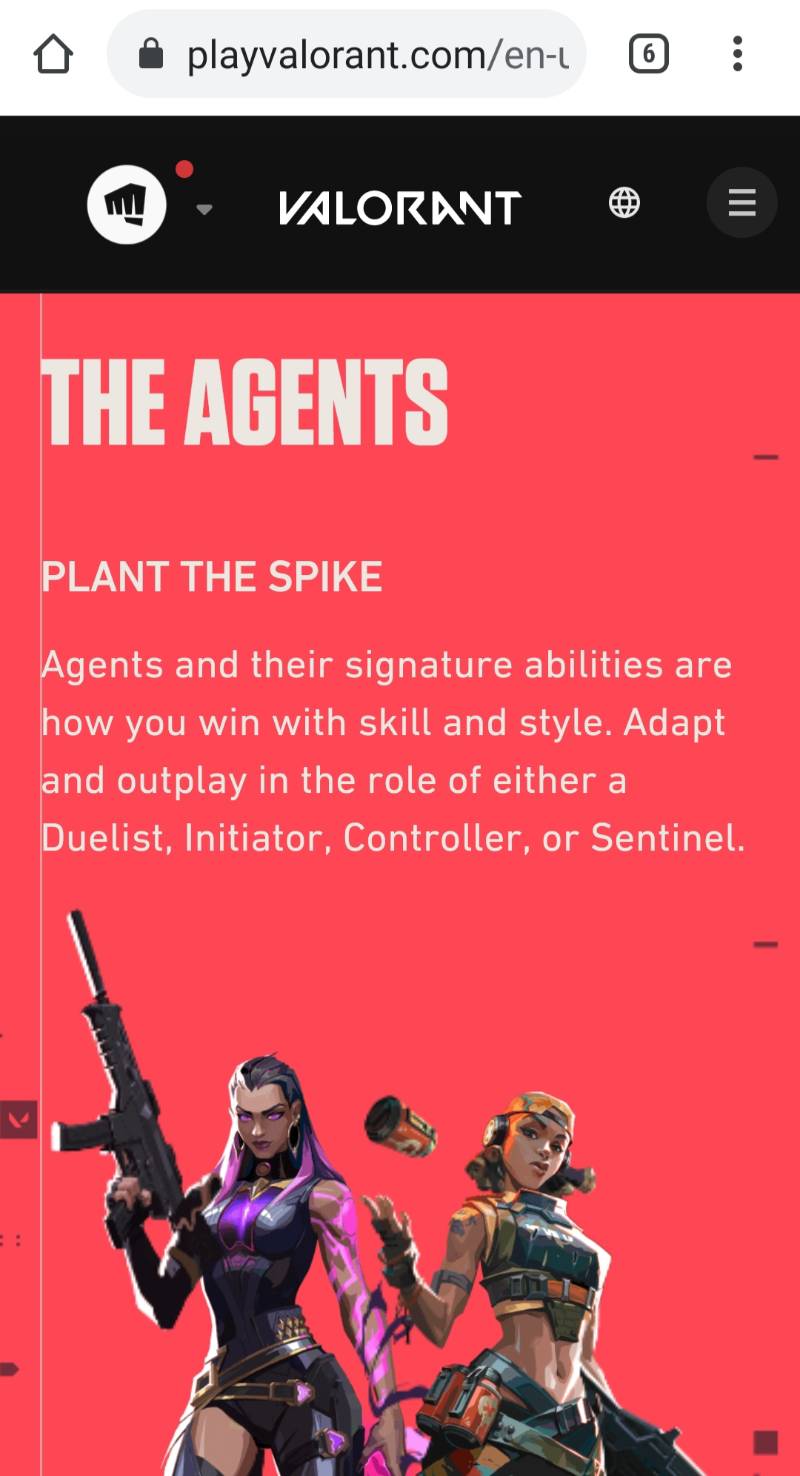 playvalorant.com/en-
6
VALORANT
THE AGENTS
PLANT THE SPIKE
Agents and their signature abilities are
how you win with skill and style. Adapt
and outplay in the role of either a
Duelist, Initiator, Controller, or Sentinel.